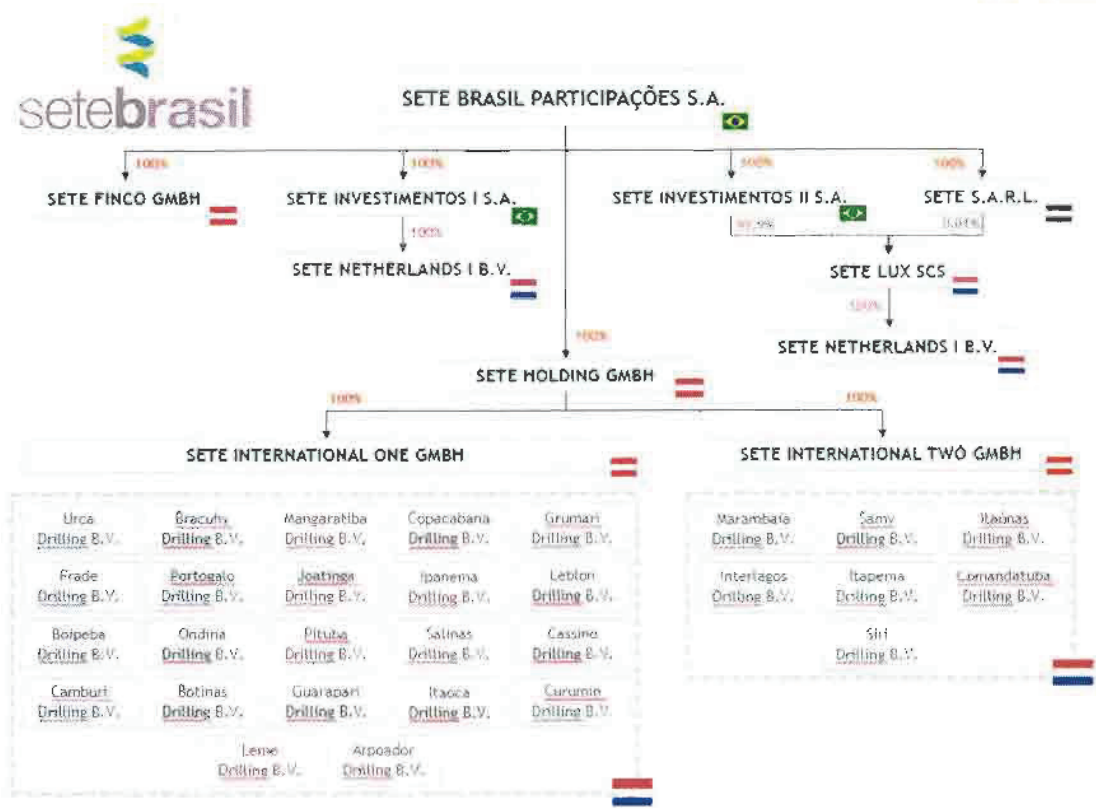 setebrasil
SETE BRASIL PARTICIPAÇÕES S.A.
100% 100% 100% 100%
SETE FINCO GMBH SETE INVESTIMENTOS I S.A. SETE INVESTIMENTOS II S.A. SETE S.A.R.L.
100% 0.01%
SETE NETHERLANDS I B.V. SETE LUX SCS
100%
100%
SETE NETHERLANDS I B.V.
SETE HOLDING GMBH
100% 100%
SETE INTERNATIONAL ONE GMBH SETE INTERNATIONAL TWO GMBH
Urca Bracuhy Mangaratiba Copacabana Grumari Marambaia Samy Itaúnas
Drilling B.V. Drilling B.V. Drilling B.V. Drilling B.V. Drilling B.V. Drilling B.V. Drilling B.V. Drilling B.V.
Frade Portogalo Joatinga Ipanema Leblon Interlagos Itapema Comandatuba
Drilling B.V. Drilling B.V. Drilling B.V. Drilling B.V. Drilling B.V. Drilling B.V. Drilling B.V. Drilling B.V.
Boipeba Ondina Pituba Salinas Cassino Siri
Drilling B.V. Drilling B.V. Drilling B.V. Drilling B.V. Drilling B.V. Drilling B.V.
Camburi Botinas Guarapari Itaoca Curumim
Drilling B.V. Drilling B.V. Drilling B.V. Drilling B.V. Drilling B.V.
Leme Arpoador
Drilling B.V. Drilling B.V.